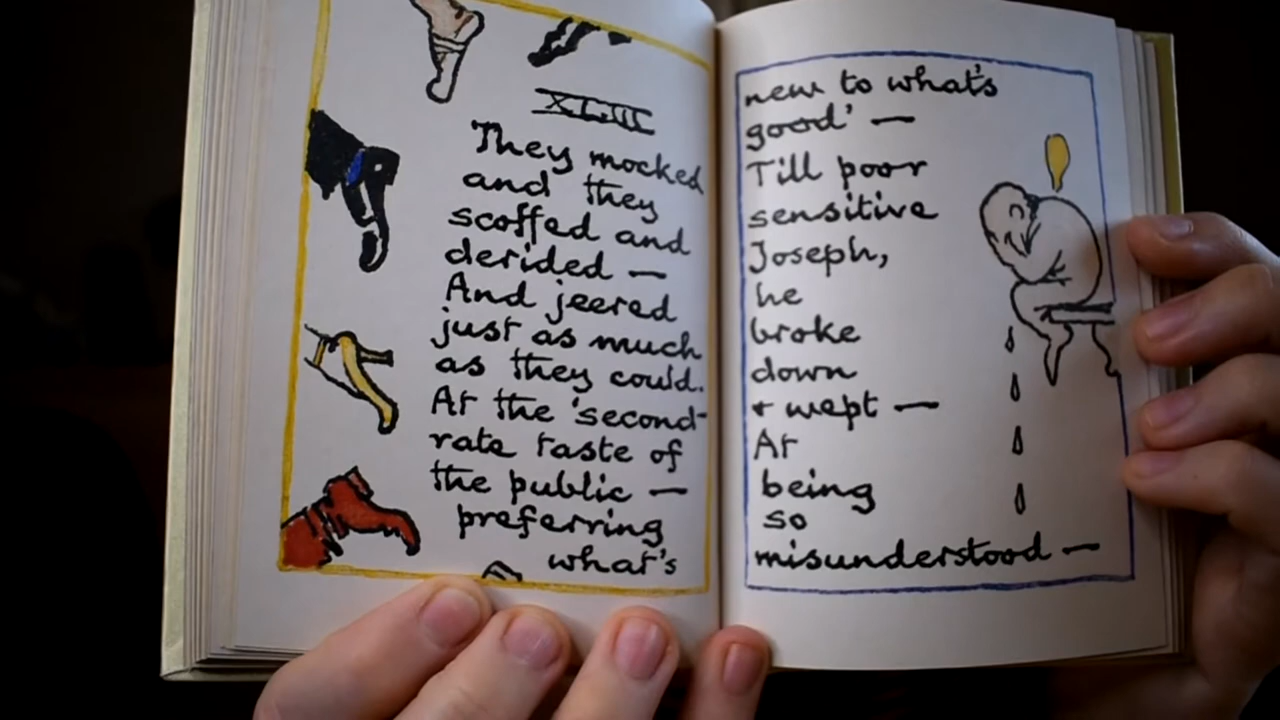 XLIII
They mocked
and they
scoffed and
derided —
And jeered
just as much
as they could.
At the 'second-
rate taste of
the public —
preferring
what's
new to what's
good' —
Till poor
sensitive
Joseph,
he
broke
down
+ wept —
At
being
so
misunderstood —